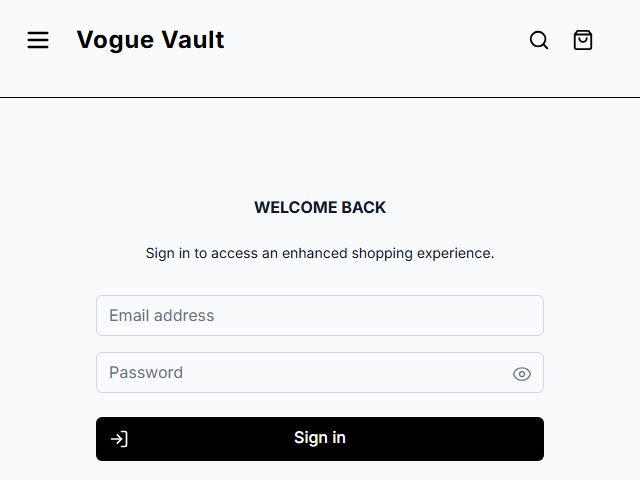 Vogue Vault
WELCOME BACK
Sign in to access an enhanced shopping experience.
Email address
Password
Sign in